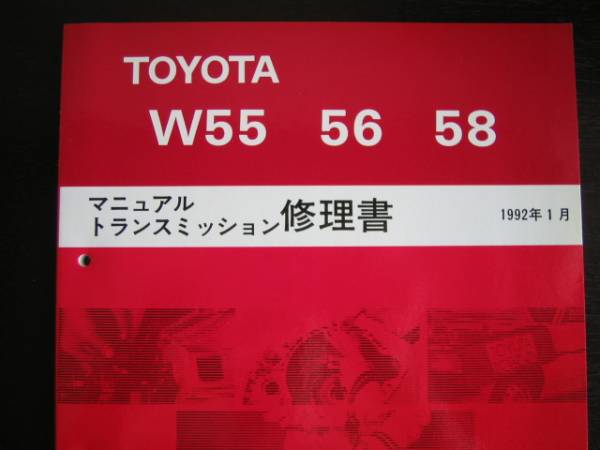 TOYOTA
W55 56 58
マニュアル
トランスミッション修理書
1992年1月